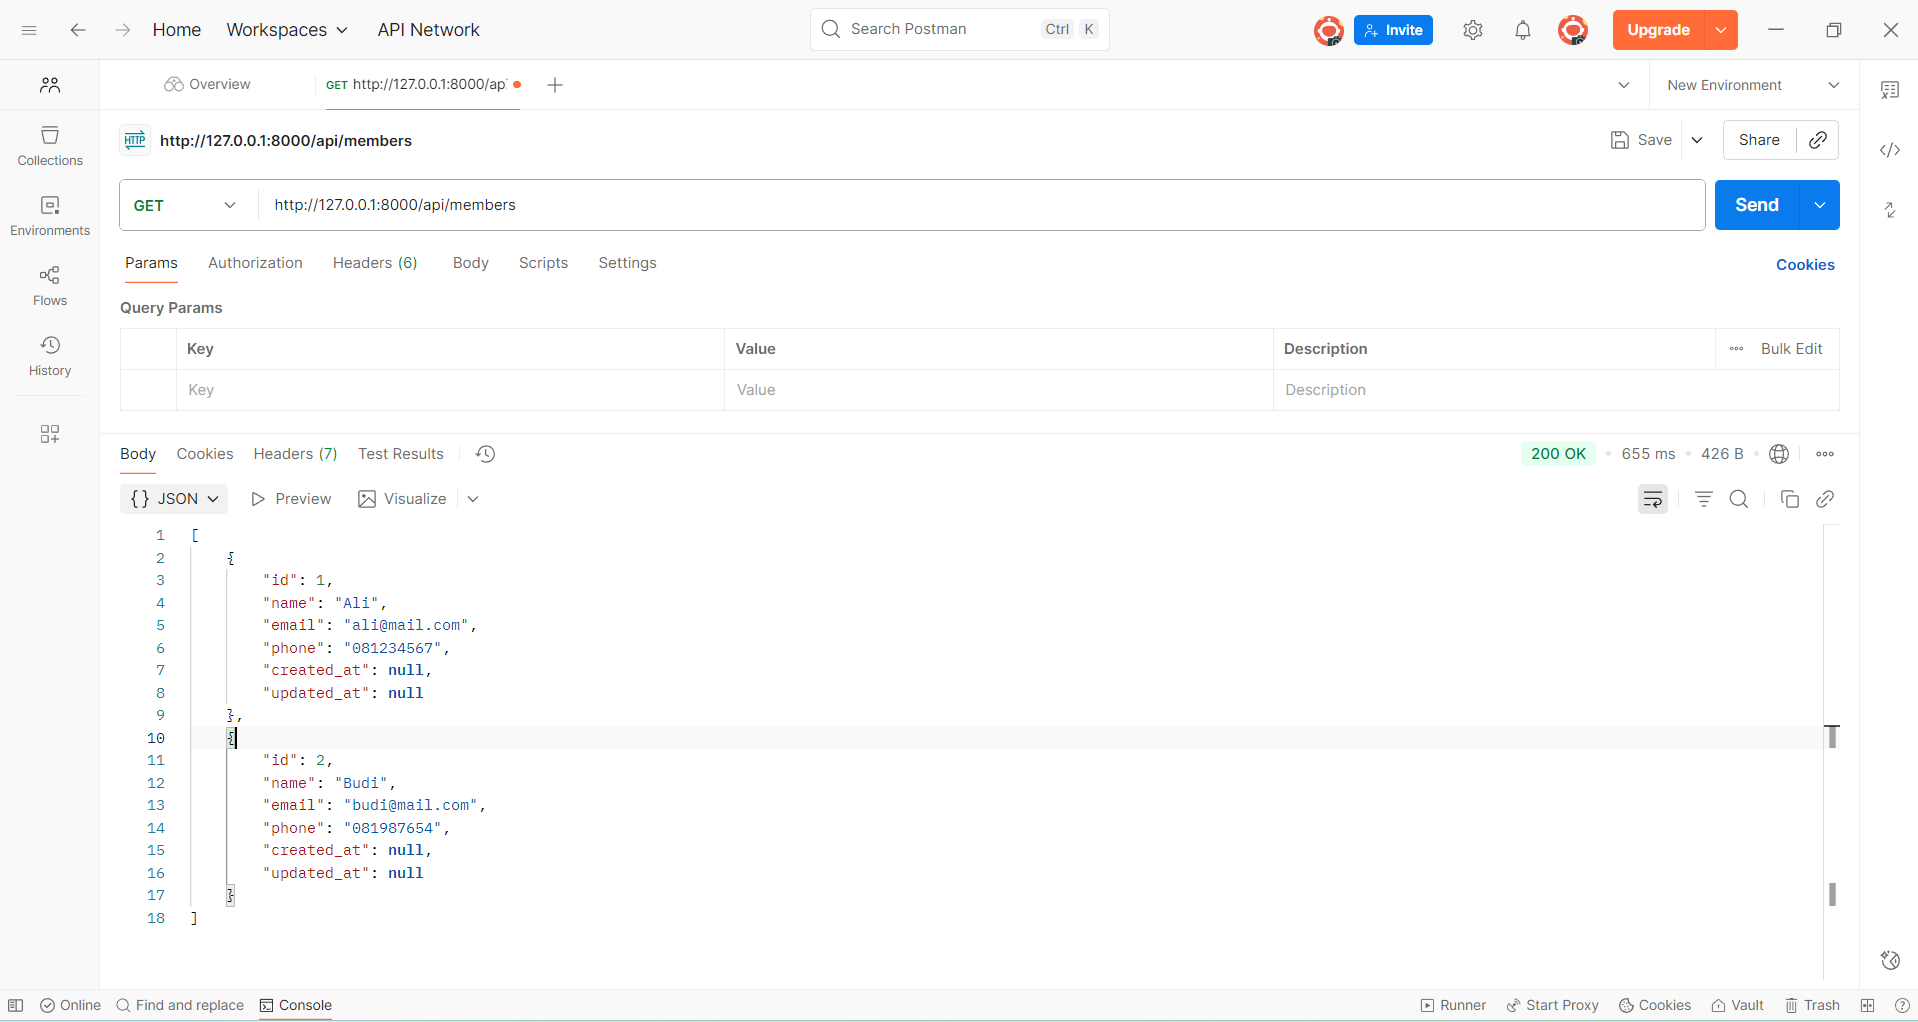 Home Workspaces API Network Search Postman Ctrl K Invite Upgrade
Overview GET http://127.0.0.1:8000/ap New Environment
HTTP http://127.0.0.1:8000/api/members Save Share
GET http://127.0.0.1:8000/api/members Send
Collections
Environments
Flows
History
Params Authorization Headers (6) Body Scripts Settings Cookies
Query Params
Key Value Description Bulk Edit
Key Value Description
Body Cookies Headers (7) Test Results 200 OK 655 ms 426 B
{} JSON Preview Visualize
1 [
2 {
3 "id": 1,
4 "name": "Ali",
5 "email": "ali@mail.com",
6 "phone": "081234567",
7 "created_at": null,
8 "updated_at": null
9 },
10 {
11 "id": 2,
12 "name": "Budi",
13 "email": "budi@mail.com",
14 "phone": "081987654",
15 "created_at": null,
16 "updated_at": null
17 }
18 ]
Online Find and replace Console Runner Start Proxy Cookies Vault Trash